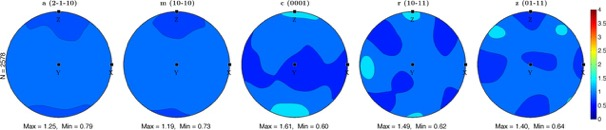 a (2-1-10) m (10-10) c (0001) r (10-11) z (01-11)
N = 2578
Z Z Z Z Z
Y X Y X Y X Y X Y X
4
3.5
3
2.5
2
1.5
1
0.5
Max = 1.25, Min = 0.79 Max = 1.19, Min = 0.73 Max = 1.61, Min = 0.60 Max = 1.49, Min = 0.62 Max = 1.40, Min = 0.64